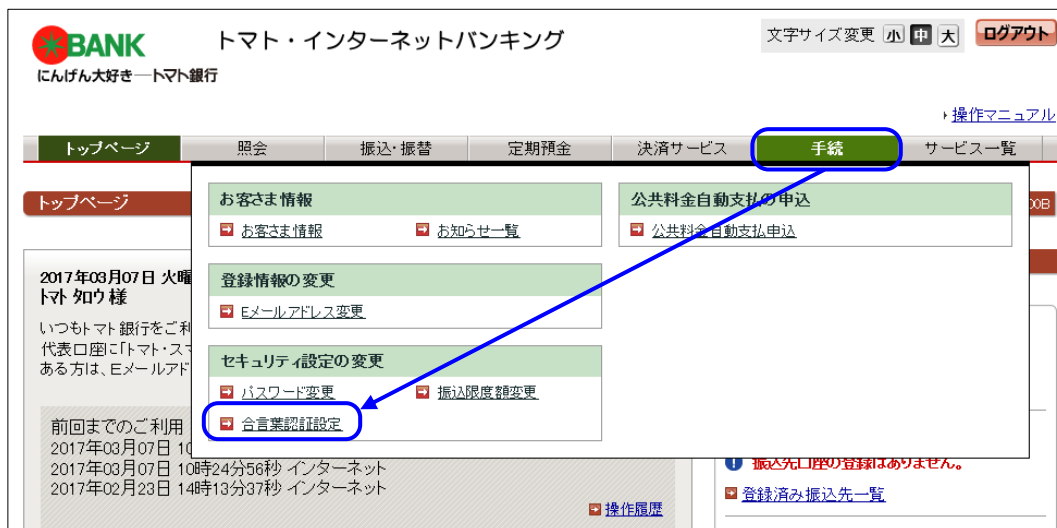 BANK
トマト・インターネットバンキング
文字サイズ変更 小 中 大 ログアウト
にんげん大好き―トマト銀行
操作マニュアル
トップページ 照会 振込・振替 定期預金 決済サービス 手続 サービス一覧
トップページ
00B
お客さま情報
お客さま情報 お知らせ一覧
公共料金自動支払の申込
公共料金自動支払申込
登録情報の変更
Eメールアドレス変更
セキュリティ設定の変更
パスワード変更 振込限度額変更
合言葉認証設定
2017年03月07日 火曜
トマト タロウ 様
いつもトマト銀行をご利
代表口座に「トマト・ス
ある方は、Eメールアド
前回までのご利用
2017年03月07日 10
2017年03月07日 10時24分56秒 インターネット
2017年02月23日 14時13分37秒 インターネット
操作履歴
振込先口座の登録はありません。
登録済み振込先一覧